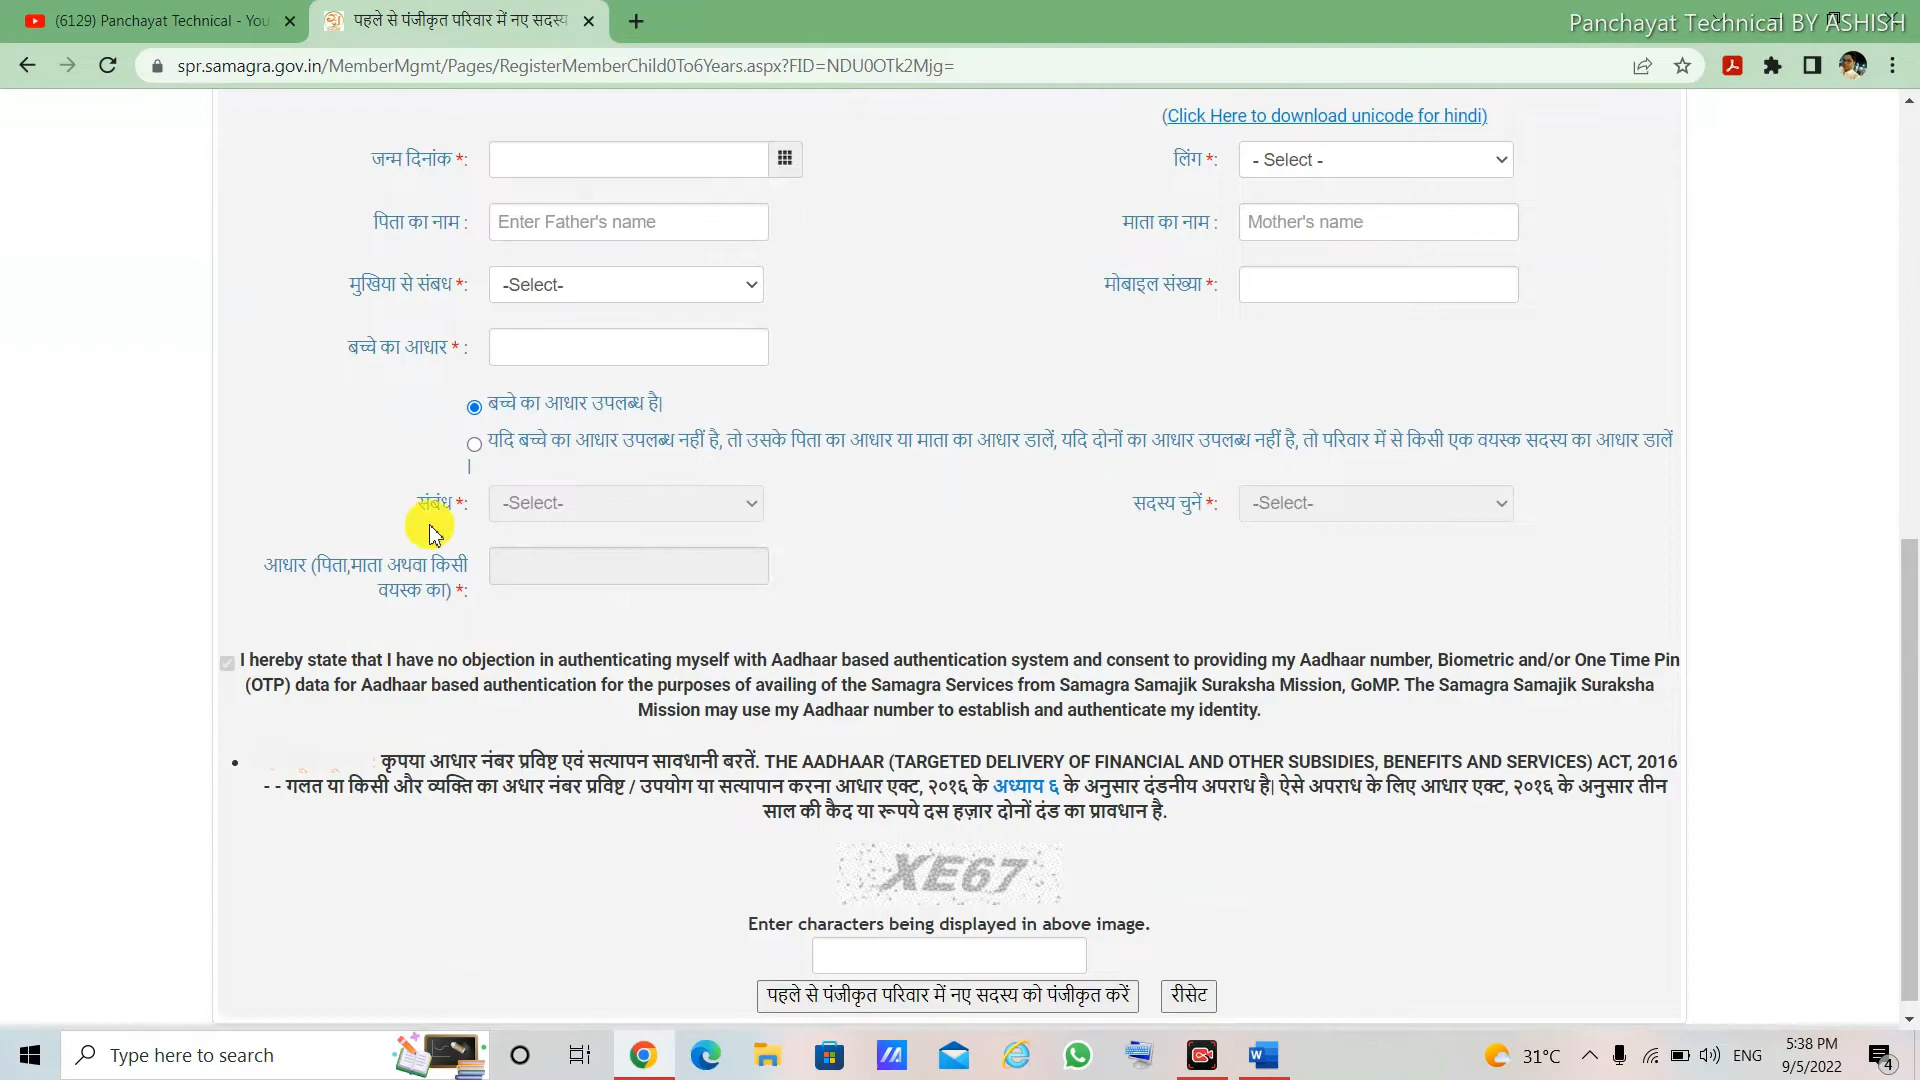 (6129) Panchayat Technical - You
पहले से पंजीकृत परिवार में नए सदस्य
Panchayat Technical BY ASHISH
spr.samagra.gov.in/MemberMgmt/Pages/RegisterMemberChild0To6Years.aspx?FID=NDU0OTk2Mjg=
(Click Here to download unicode for hindi)
जन्म दिनांक *:
लिंग *: - Select -
पिता का नाम : Enter Father's name
माता का नाम : Mother's name
मुखिया से संबध *: -Select-
मोबाइल संख्या *:
बच्चे का आधार * :
बच्चे का आधार उपलब्ध है|
यदि बच्चे का आधार उपलब्ध नहीं है, तो उसके पिता का आधार या माता का आधार डालें, यदि दोनों का आधार उपलब्ध नहीं है, तो परिवार में से किसी एक वयस्क सदस्य का आधार डालें
|
संबंध *: -Select-
सदस्य चुनें *: -Select-
आधार (पिता,माता अथवा किसी
वयस्क का) *:
I hereby state that I have no objection in authenticating myself with Aadhaar based authentication system and consent to providing my Aadhaar number, Biometric and/or One Time Pin
(OTP) data for Aadhaar based authentication for the purposes of availing of the Samagra Services from Samagra Samajik Suraksha Mission, GoMP. The Samagra Samajik Suraksha
Mission may use my Aadhaar number to establish and authenticate my identity.
कृपया आधार नंबर प्रविष्ट एवं सत्यापन सावधानी बरतें. THE AADHAAR (TARGETED DELIVERY OF FINANCIAL AND OTHER SUBSIDIES, BENEFITS AND SERVICES) ACT, 2016
- - गलत या किसी और व्यक्ति का अधार नंबर प्रविष्ट / उपयोग या सत्यापान करना आधार एक्ट, २०१६ के अध्याय ६ के अनुसार दंडनीय अपराध है| ऐसे अपराध के लिए आधार एक्ट, २०१६ के अनुसार तीन
साल की कैद या रूपये दस हज़ार दोनों दंड का प्रावधान है.
XE67
Enter characters being displayed in above image.
पहले से पंजीकृत परिवार में नए सदस्य को पंजीकृत करें
रीसेट
Type here to search
31°C
ENG
5:38 PM
9/5/2022
4